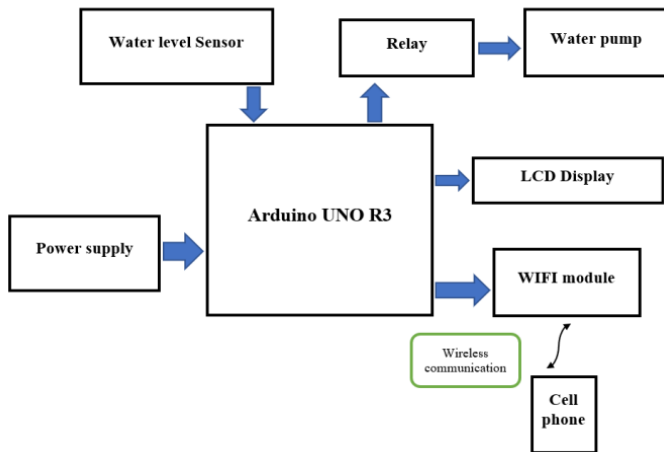 Water level Sensor
Relay
Water pump
Arduino UNO R3
LCD Display
Power supply
WIFI module
Wireless
communication
Cell
phone